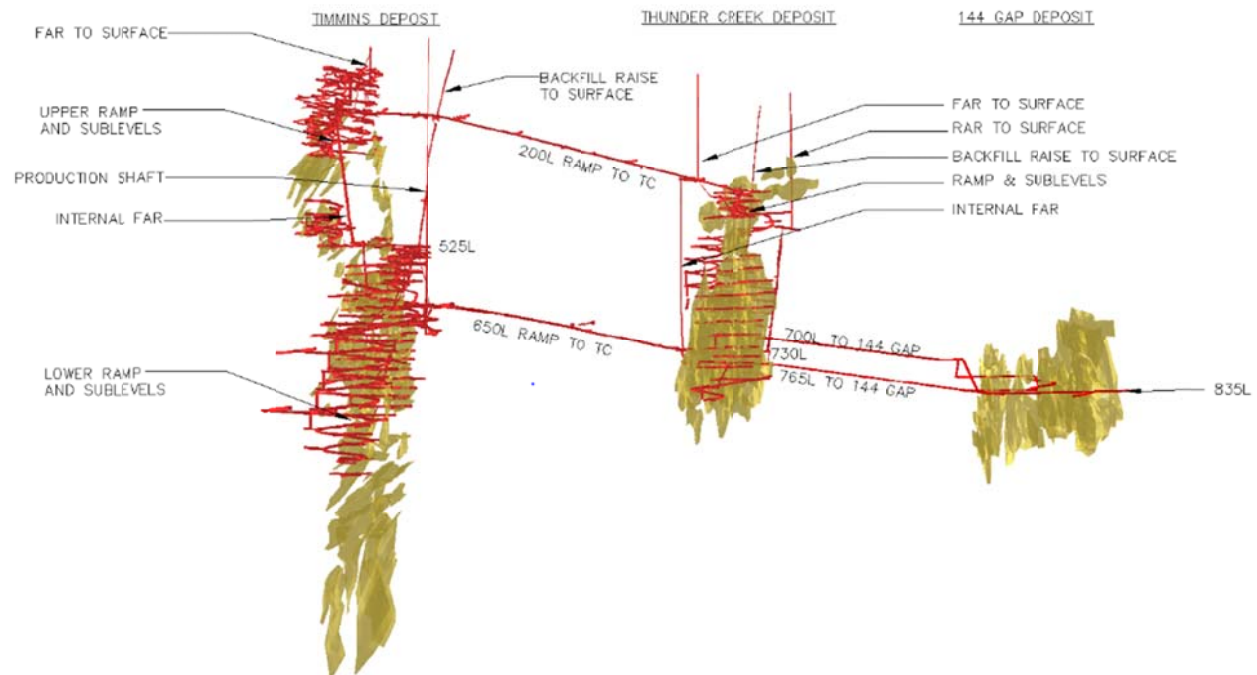 TIMMINS DEPOST
THUNDER CREEK DEPOSIT
144 GAP DEPOSIT
FAR TO SURFACE
UPPER RAMP
AND SUBLEVELS
PRODUCTION SHAFT
INTERNAL FAR
LOWER RAMP
AND SUBLEVELS
BACKFILL RAISE
TO SURFACE
200L RAMP TO TC
525L
650L RAMP TO TC
FAR TO SURFACE
RAR TO SURFACE
BACKFILL RAISE TO SURFACE
RAMP & SUBLEVELS
INTERNAL FAR
700L TO 144 GAP
730L
765L TO 144 GAP
835L